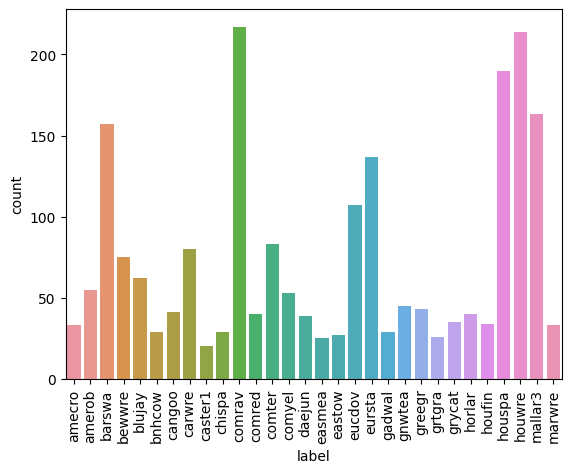 200
150
100
50
0
count
amecro
amerob
barswa
bewwre
blujay
bnhcow
cangoo
carwre
caster1
chispa
comrav
comred
comter
comyel
daejun
easmea
eastow
eucdov
eursta
gadwal
gnwtea
greegr
grtgra
grycat
horlar
houfin
houspa
houwre
mallar3
marwre
label